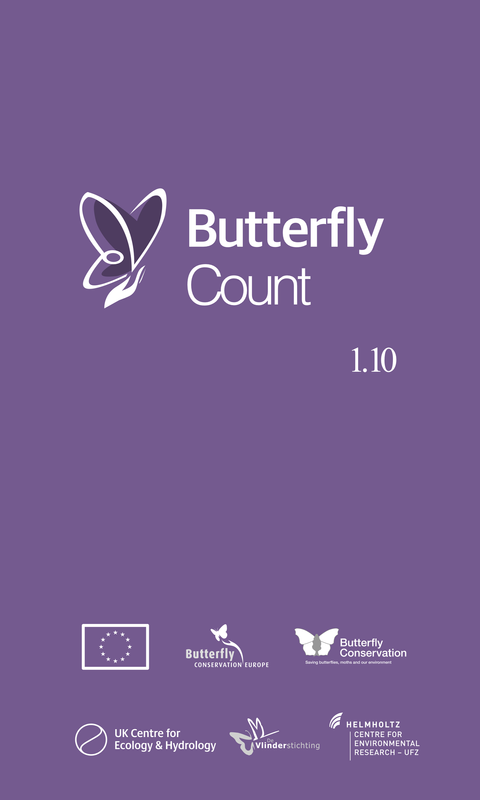 Butterfly
Count
1.10
Butterfly
CONSERVATION EUROPE
Butterfly
Conservation
Saving butterflies, moths and our environment
UK Centre for
Ecology & Hydrology
De
Vlinderstichting
HELMHOLTZ
CENTRE FOR
ENVIRONMENTAL
RESEARCH – UFZ